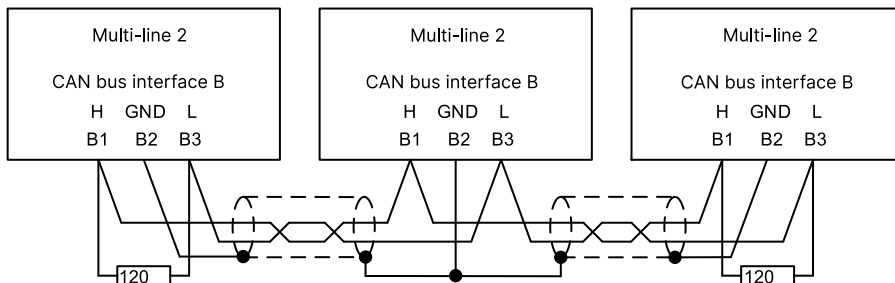 Multi-line 2 Multi-line 2 Multi-line 2
CAN bus interface B CAN bus interface B CAN bus interface B
H GND L H GND L H GND L
B1 B2 B3 B1 B2 B3 B1 B2 B3
120 120